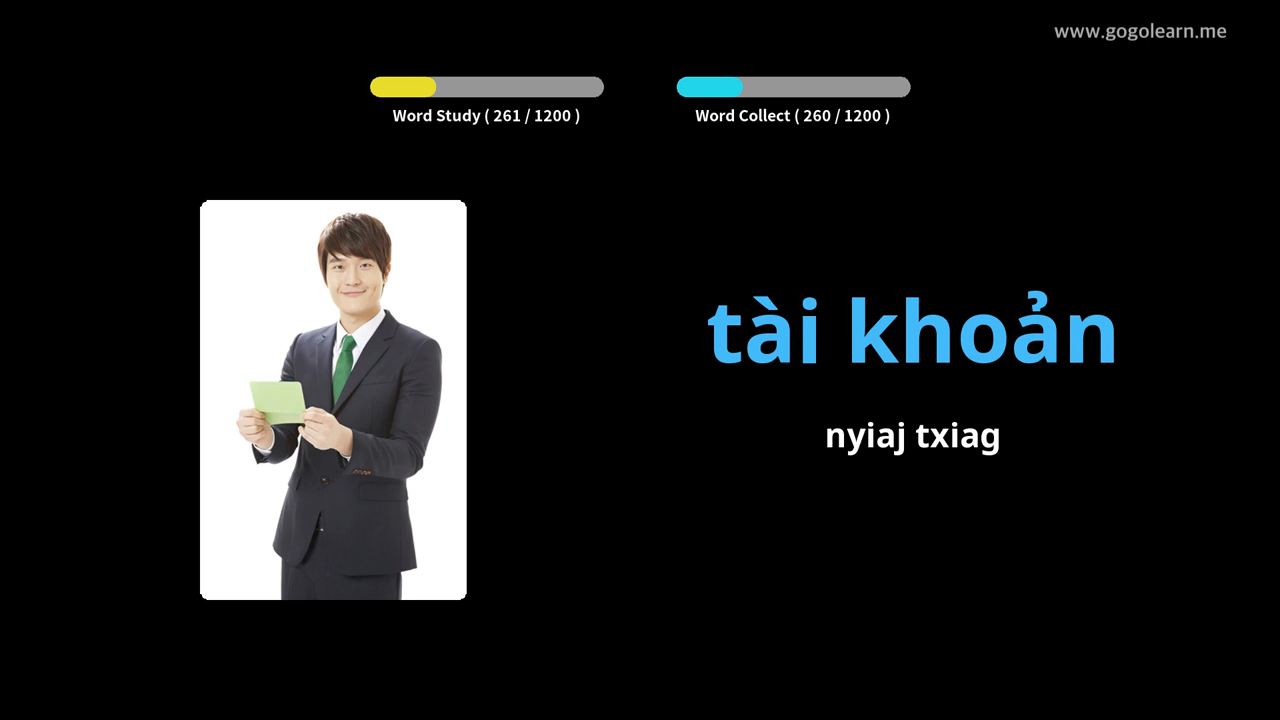 www.gogolearn.me
Word Study ( 261 / 1200 )
Word Collect ( 260 / 1200 )
tài khoản
nyiaj txiag